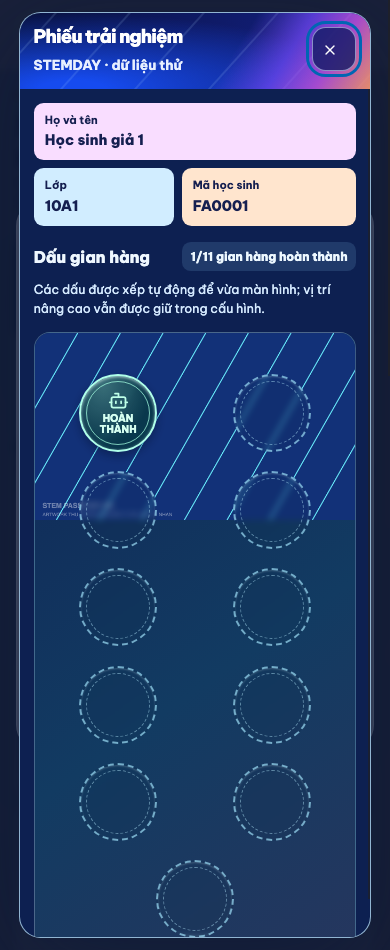 Phiếu trải nghiệm
STEMDAY · dữ liệu thử
Họ và tên
Học sinh giả 1
Lớp
10A1
Mã học sinh
FA0001
Dấu gian hàng
1/11 gian hàng hoàn thành
Các dấu được xếp tự động để vừa màn hình; vị trí
nâng cao vẫn được giữ trong cấu hình.
HOÀN
THÀNH
STEM PASS